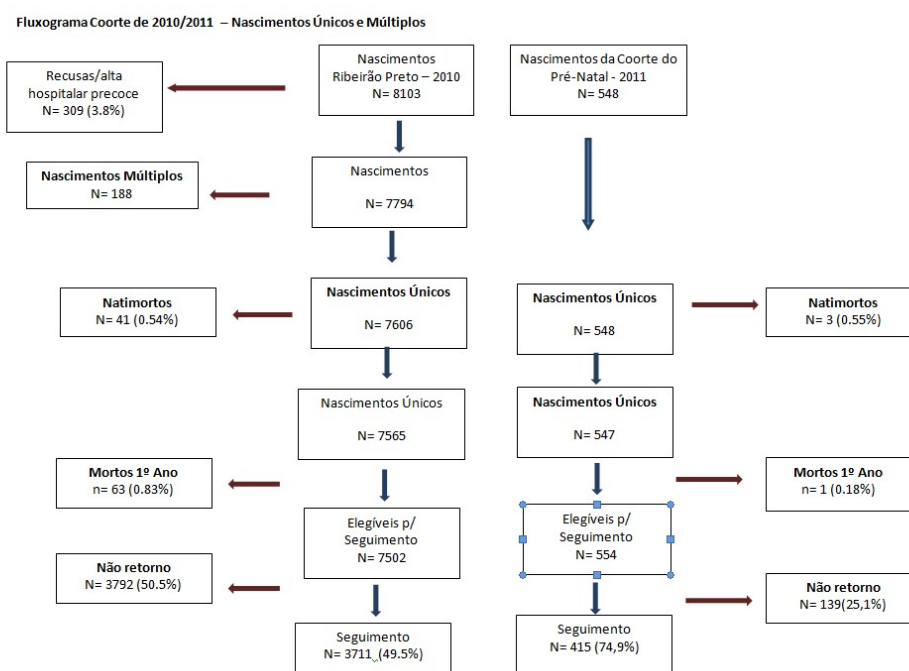 Fluxograma Coorte de 2010/2011 – Nascimentos Únicos e Múltiplos
Nascimentos
Ribeirão Preto – 2010
N= 8103
Nascimentos da Coorte do
Pré-Natal - 2011
N= 548
Recusas/alta
hospitalar precoce
N= 309 (3.8%)
Nascimentos
N= 7794
Nascimentos Múltiplos
N= 188
Nascimentos Únicos
N= 7606
Nascimentos Únicos
N= 548
Natimortos
N= 41 (0.54%)
Natimortos
N= 3 (0.55%)
Nascimentos Únicos
N= 7565
Nascimentos Únicos
N= 547
Mortos 1º Ano
n= 63 (0.83%)
Mortos 1º Ano
n= 1 (0.18%)
Elegíveis p/
Seguimento
N= 7502
Elegíveis p/
Seguimento
N= 554
Não retorno
N= 3792 (50.5%)
Não retorno
N= 139(25,1%)
Seguimento
N= 3711 (49.5%)
Seguimento
N= 415 (74,9%)